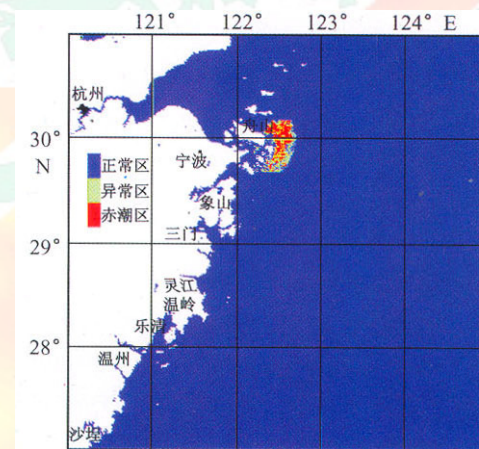 121° 122° 123° 124° E
杭州
30°
舟山
N
宁波
正常区
异常区
赤潮区
象山
三门
29°
灵江
温岭
乐清
28°
温州
沙埕